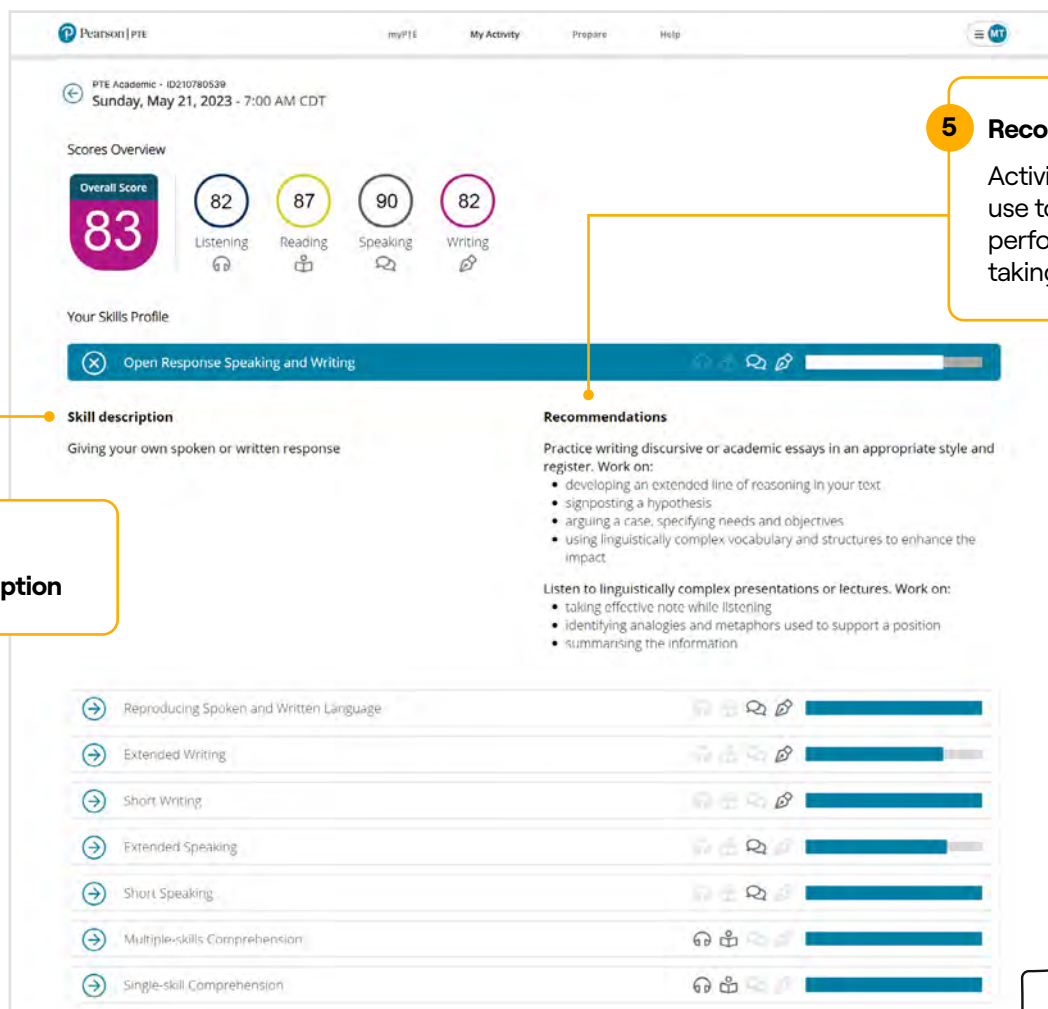 Pearson | PTE
myPTE
My Activity
Prepare
Help
MT
PTE Academic - ID210780539
Sunday, May 21, 2023 - 7:00 AM CDT
Scores Overview
Overall Score
83
82
87
90
82
Listening
Reading
Speaking
Writing
5
Reco
Activi
use to
perfo
taking
Your Skills Profile
Open Response Speaking and Writing
Skill description
Giving your own spoken or written response
ption
Recommendations
Practice writing discursive or academic essays in an appropriate style and
register. Work on:
• developing an extended line of reasoning in your text
• signposting a hypothesis
• arguing a case, specifying needs and objectives
• using linguistically complex vocabulary and structures to enhance the
impact
Listen to linguistically complex presentations or lectures. Work on:
• taking effective note while listening
• identifying analogies and metaphors used to support a position
• summarising the information
Reproducing Spoken and Written Language
Extended Writing
Short Writing
Extended Speaking
Short Speaking
Multiple-skills Comprehension
Single-skill Comprehension